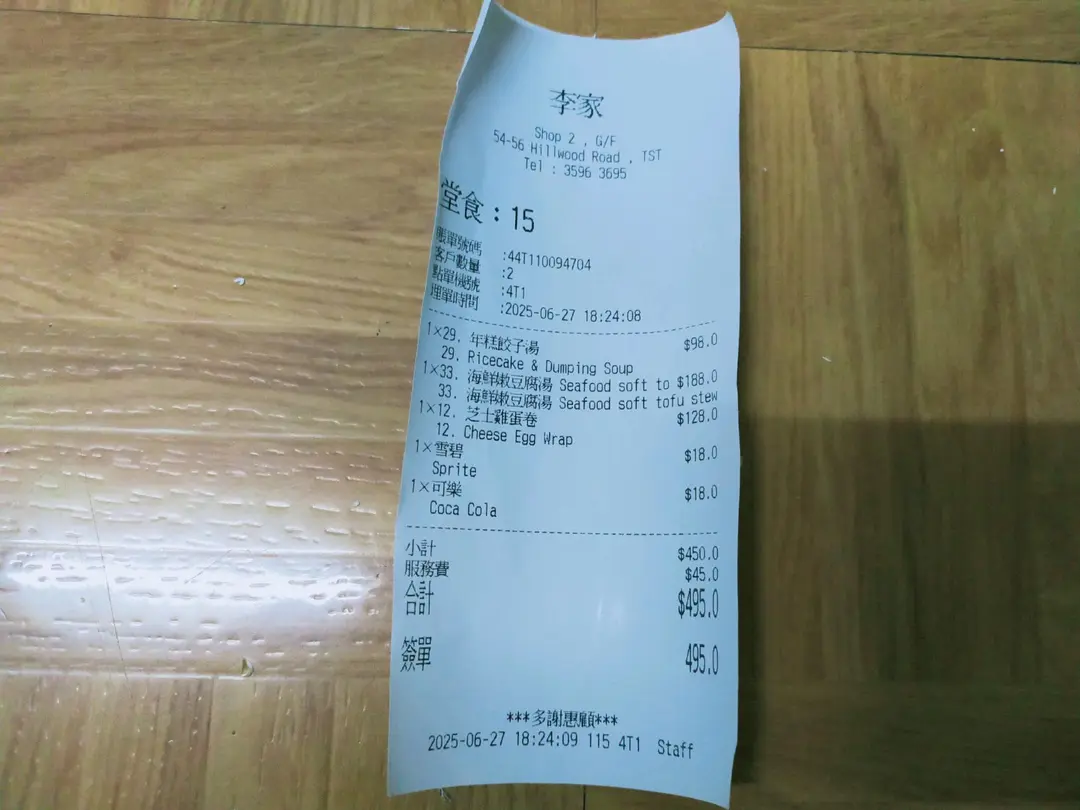 李家
Shop 2 , G/F
54-56 Hillwood Road , TST
Tel : 3596 3695
堂食：15
賬單號碼 :44T110094704
客戶數量 :2
點單機號 :4T1
埋單時間 :2025-06-27 18:24:08
1×29. 年糕餃子湯 $98.0
29. Ricecake & Dumping Soup
1×33. 海鮮嫩豆腐湯 Seafood soft to $188.0
33. 海鮮嫩豆腐湯 Seafood soft tofu stew
1×12. 芝士雞蛋卷 $128.0
12. Cheese Egg Wrap
1×雪碧 $18.0
Sprite
1×可樂 $18.0
Coca Cola
小計 $450.0
服務費 $45.0
合計 $495.0
簽單 495.0
***多謝惠顧***
2025-06-27 18:24:09 115 4T1 Staff